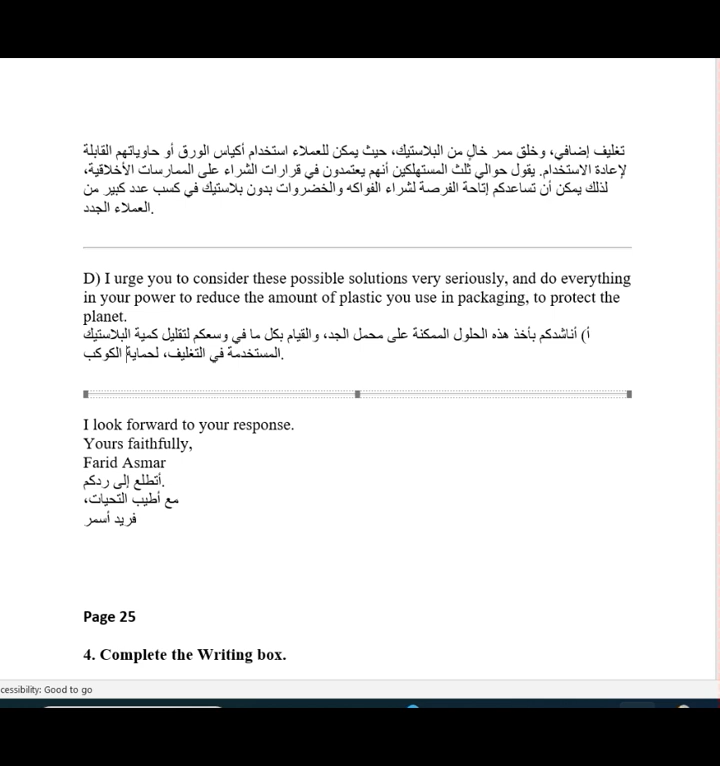 تغليف إضافي، وخلق ممر خالٍ من البلاستيك، حيث يمكن للعملاء استخدام أكياس الورق أو حاوياتهم القابلة
لإعادة الاستخدام. يقول حوالي ثلث المستهلكين أنهم يعتمدون في قرارات الشراء على الممارسات الأخلاقية،
لذلك يمكن أن تساعدكم إتاحة الفرصة لشراء الفواكه والخضروات بدون بلاستيك في كسب عدد كبير من
العملاء الجدد.
D) I urge you to consider these possible solutions very seriously, and do everything
in your power to reduce the amount of plastic you use in packaging, to protect the
planet.
أ) أناشدكم بأخذ هذه الحلول الممكنة على محمل الجد، والقيام بكل ما في وسعكم لتقليل كمية البلاستيك
المستخدمة في التغليف، لحماية الكوكب.
I look forward to your response.
Yours faithfully,
Farid Asmar
أتطلع إلى ردكم.
مع أطيب التحيات،
فريد أسمر
Page 25
4. Complete the Writing box.
cessibility: Good to go